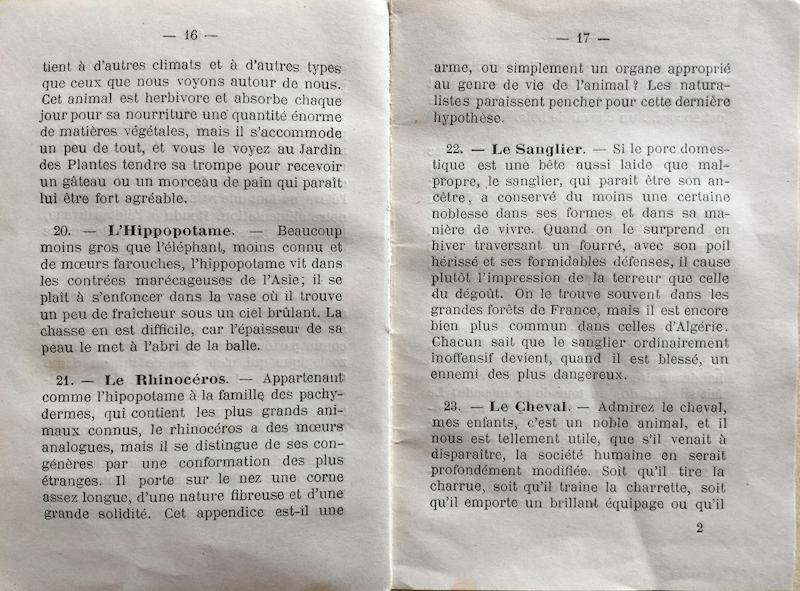 — 16 —
tient à d'autres climats et à d'autres types
que ceux que nous voyons autour de nous.
Cet animal est herbivore et absorbe chaque
jour pour sa nourriture une quantité énorme
de matières végétales, mais il s'accommode
un peu de tout, et vous le voyez au Jardin
des Plantes tendre sa trompe pour recevoir
un gâteau ou un morceau de pain qui paraît
lui être fort agréable.
20. — L'Hippopotame. — Beaucoup
moins gros que l'éléphant, moins connu et
de mœurs farouches, l'hippopotame vit dans
les contrées marécageuses de l'Asie; il se
plaît à s'enfoncer dans la vase où il trouve
un peu de fraîcheur sous un ciel brûlant. La
chasse en est difficile, car l'épaisseur de sa
peau le met à l'abri de la balle.
21. — Le Rhinocéros. — Appartenant
comme l'hipopotame à la famille des pachy-
dermes, qui contient les plus grands ani-
maux connus, le rhinocéros a des mœurs
analogues, mais il se distingue de ses con-
génères par une conformation des plus
étranges. Il porte sur le nez une corne
assez longue, d'une nature fibreuse et d'une
grande solidité. Cet appendice est-il une
— 17 —
arme, ou simplement un organe approprié
au genre de vie de l'animal? Les natura-
listes paraissent pencher pour cette dernière
hypothèse.
22. — Le Sanglier. — Si le porc domes-
tique est une bête aussi laide que mal-
propre, le sanglier, qui paraît être son an-
cêtre, a conservé du moins une certaine
noblesse dans ses formes et dans sa ma-
nière de vivre. Quand on le surprend en
hiver traversant un fourré, avec son poil
hérissé et ses formidables défenses, il cause
plutôt l'impression de la terreur que celle
du dégoût. On le trouve souvent dans les
grandes forêts de France, mais il est encore
bien plus commun dans celles d'Algérie.
Chacun sait que le sanglier ordinairement
inoffensif devient, quand il est blessé, un
ennemi des plus dangereux.
23. — Le Cheval. — Admirez le cheval,
mes enfants, c'est un noble animal, et il
nous est tellement utile, que s'il venait à
disparaître, la société humaine en serait
profondément modifiée. Soit qu'il tire la
charrue, soit qu'il traîne la charrette, soit
qu'il emporte un brillant équipage ou qu'il
2